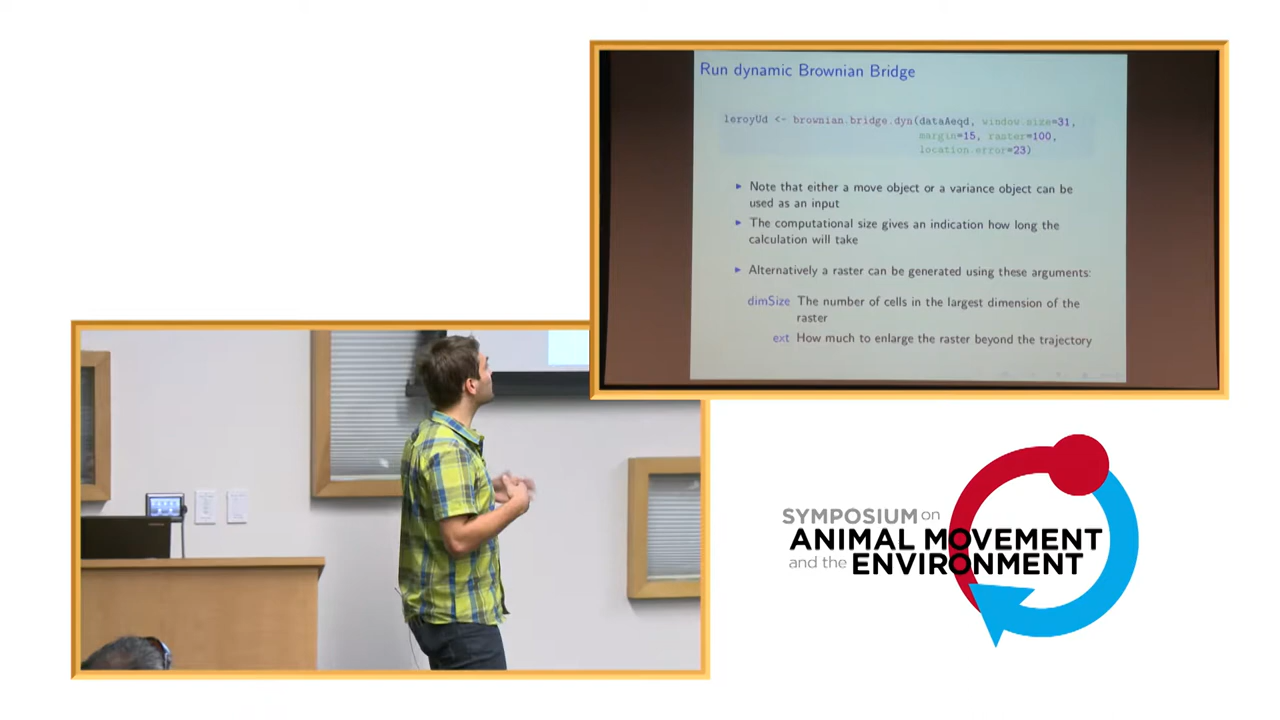 Run dynamic Brownian Bridge
leroyUd <- brownian.bridge.dyn(dataAeqd, window.size=31,
margin=15, raster=100,
location.error=23)
▸ Note that either a move object or a variance object can be
used as an input
▸ The computational size gives an indication how long the
calculation will take
▸ Alternatively a raster can be generated using these arguments:
dimSize The number of cells in the largest dimension of the
raster
ext How much to enlarge the raster beyond the trajectory
SYMPOSIUM on
ANIMAL MOVEMENT
and the ENVIRONMENT